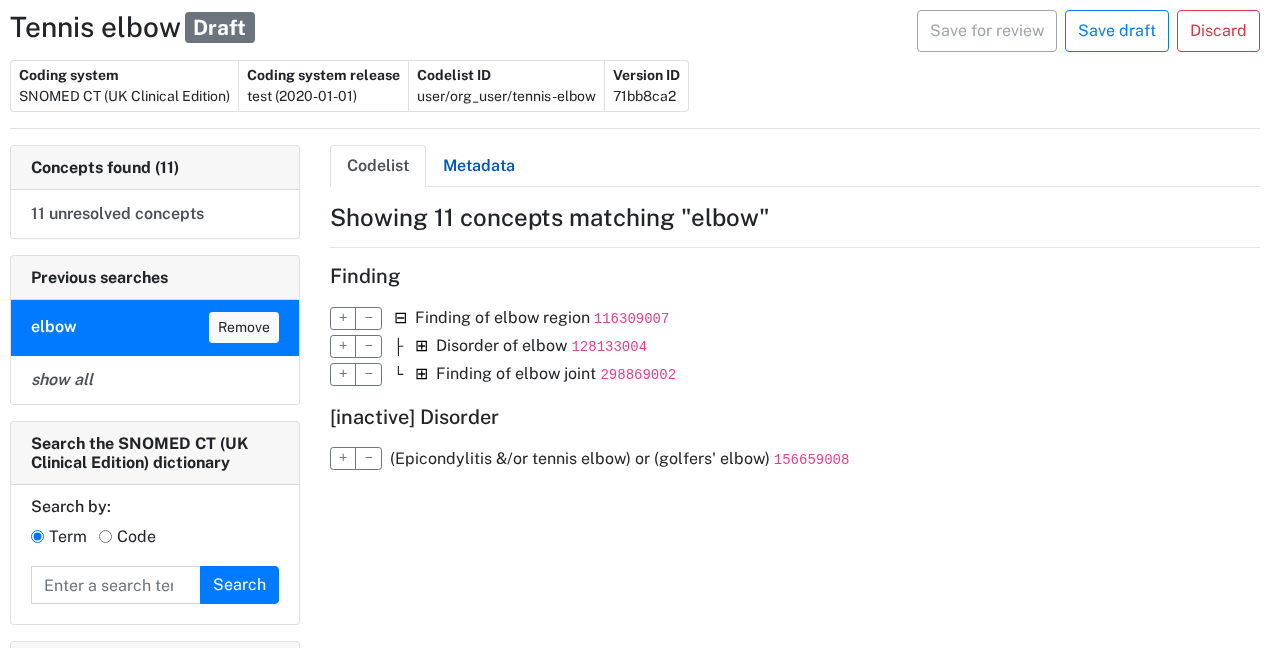 Tennis elbow Draft
Save for review Save draft Discard
Coding system Coding system release Codelist ID Version ID
SNOMED CT (UK Clinical Edition) test (2020-01-01) user/org_user/tennis-elbow 71bb8ca2
Concepts found (11)
11 unresolved concepts
Previous searches
elbow Remove
show all
Search the SNOMED CT (UK
Clinical Edition) dictionary
Search by:
Term Code
Enter a search ter Search
Codelist Metadata
Showing 11 concepts matching "elbow"
Finding
+ − ⊟ Finding of elbow region 116309007
+ − ├ ⊞ Disorder of elbow 128133004
+ − └ ⊞ Finding of elbow joint 298869002
[inactive] Disorder
+ − (Epicondylitis &/or tennis elbow) or (golfers' elbow) 156659008